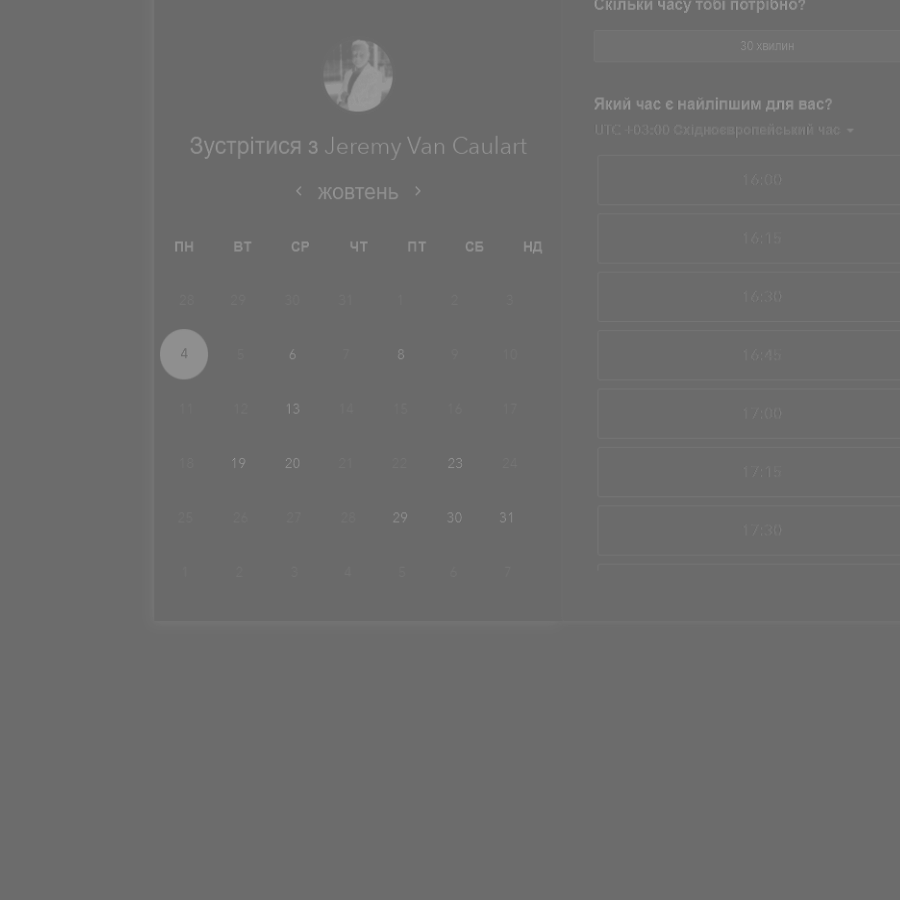 Скільки часу тобі потрібно?
30 хвилин
Зустрітися з Jeremy Van Caulart
жовтень
ПН ВТ СР ЧТ ПТ СБ НД
28 29 30 31 1 2 3
4 5 6 7 8 9 10
11 12 13 14 15 16 17
18 19 20 21 22 23 24
25 26 27 28 29 30 31
1 2 3 4 5 6 7
Який час є найліпшим для вас?
UTC +03:00 Східноєвропейський час
16:00
16:15
16:30
16:45
17:00
17:15
17:30